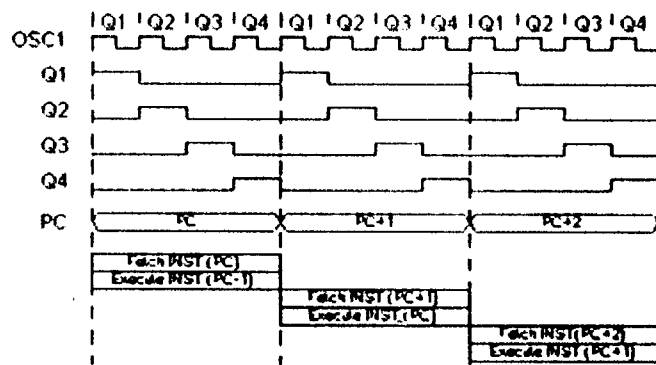 Q1 Q2 Q3 Q4 Q1 Q2 Q3 Q4 Q1 Q2 Q3 Q4
OSC1
Q1
Q2
Q3
Q4
PC PC PC+1 PC+2
Fetch INST (PC)
Execute INST (PC-1)
Fetch INST (PC+1)
Execute INST (PC)
Fetch INST (PC+2)
Execute INST (PC+1)